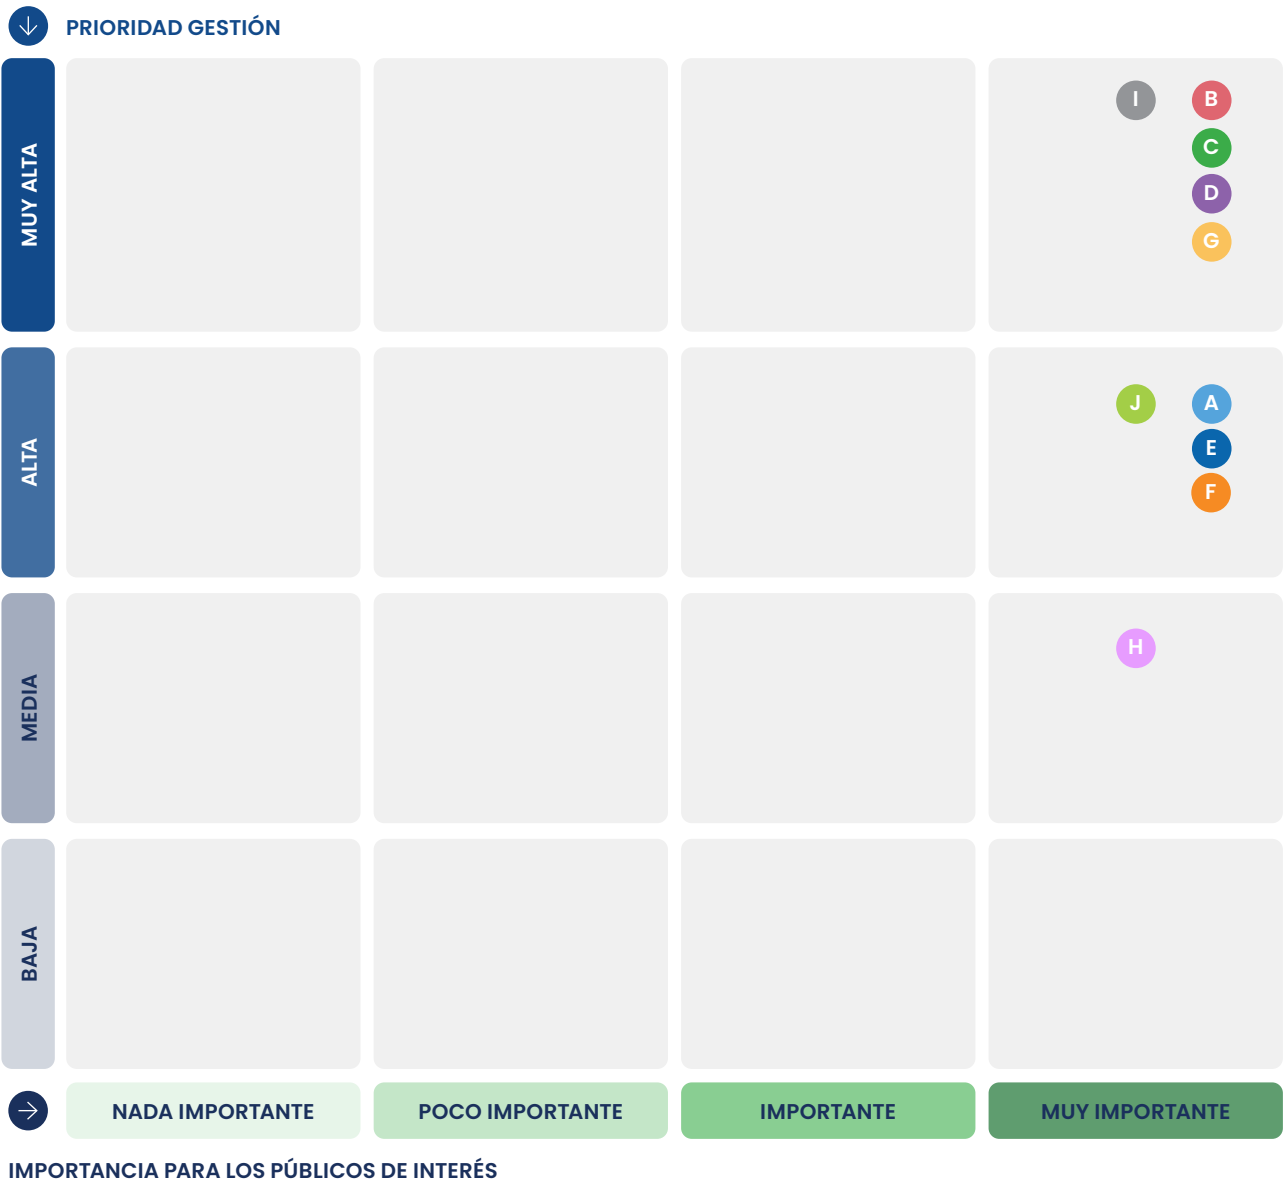 PRIORIDAD GESTIÓN
MUY ALTA
I B
C
D
G
ALTA
J A
E
F
MEDIA
H
BAJA
NADA IMPORTANTE
POCO IMPORTANTE
IMPORTANTE
MUY IMPORTANTE
IMPORTANCIA PARA LOS PÚBLICOS DE INTERÉS